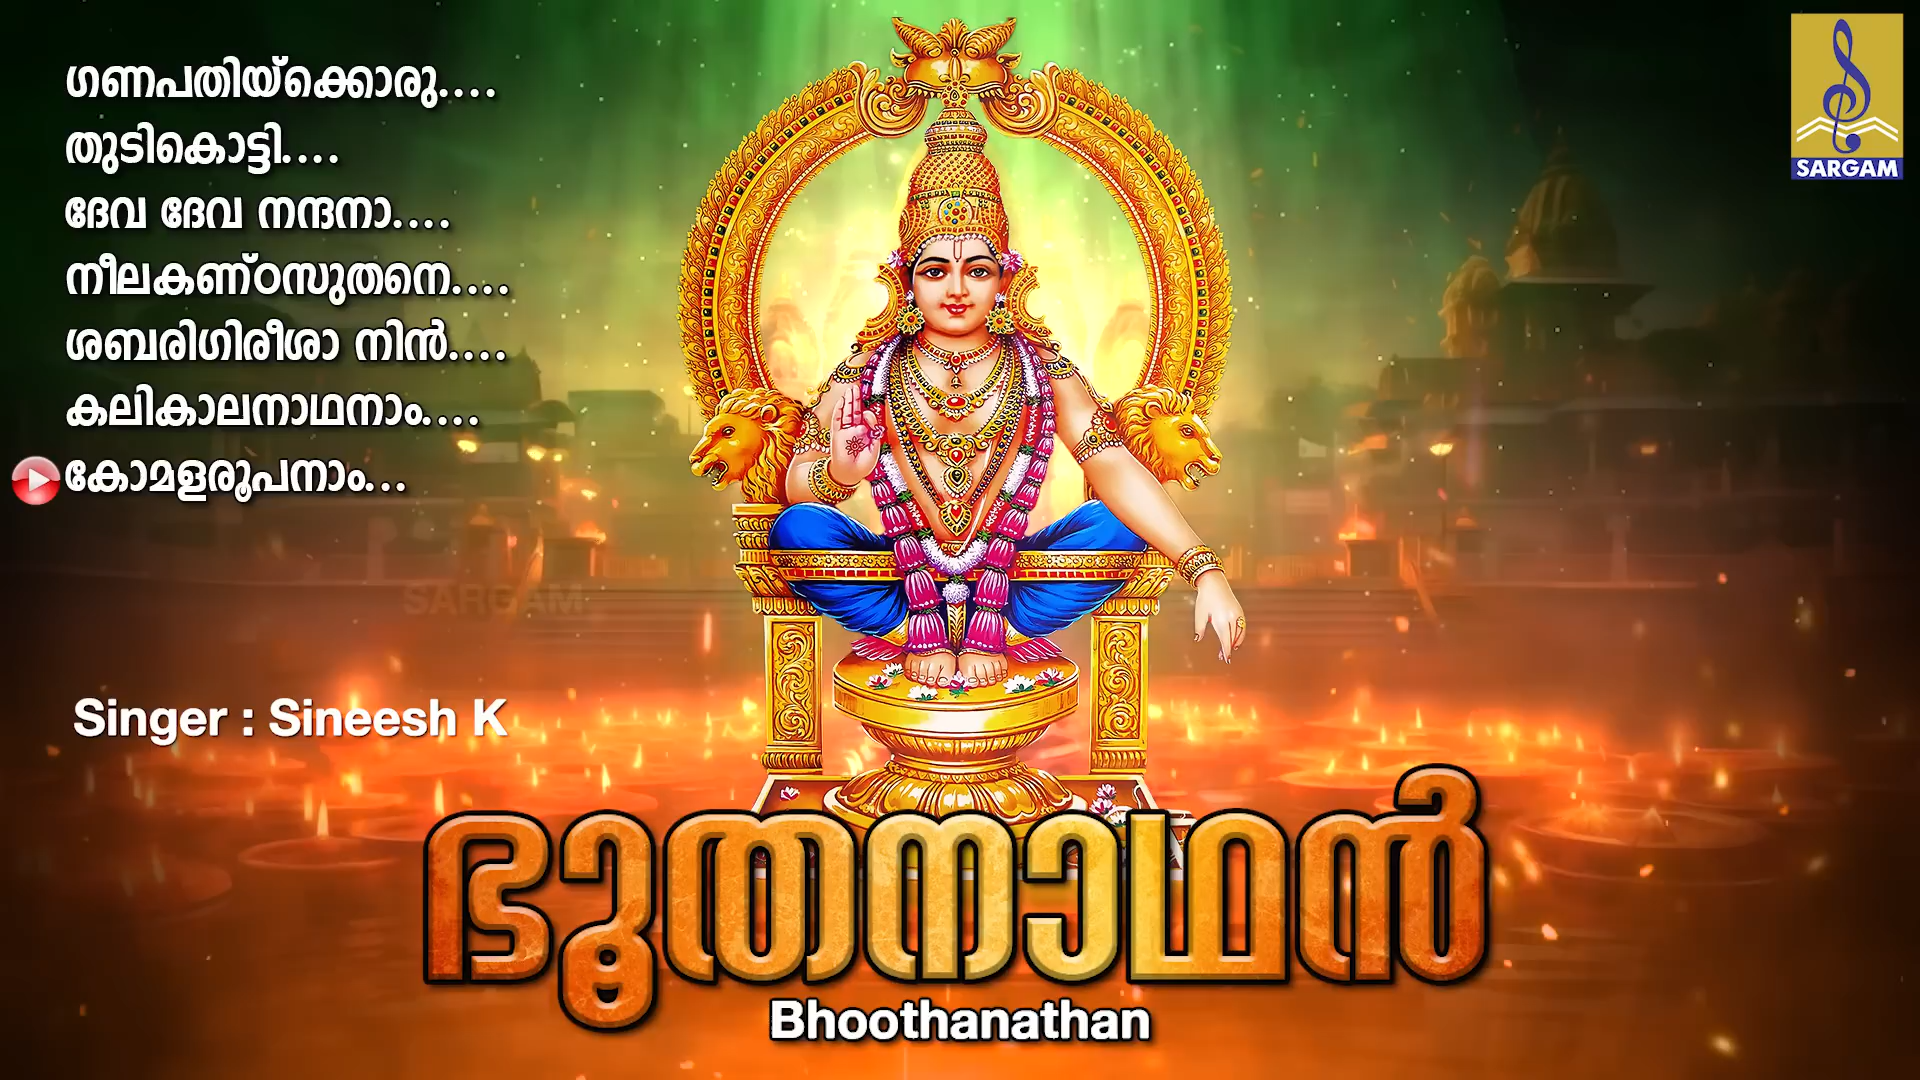 ഗണപതിയ്ക്കൊരു....
തുടികൊട്ടി....
ദേവ ദേവ നന്ദനാ....
നീലകണ്ഠസുതനെ....
ശബരിഗിരീശാ നിൻ....
കലികാലനാഥനാം....
കോമളരൂപനാം...
SARGAM
SARGAM
Singer : Sineesh K
ഭൂതനാഥൻ
Bhoothanathan